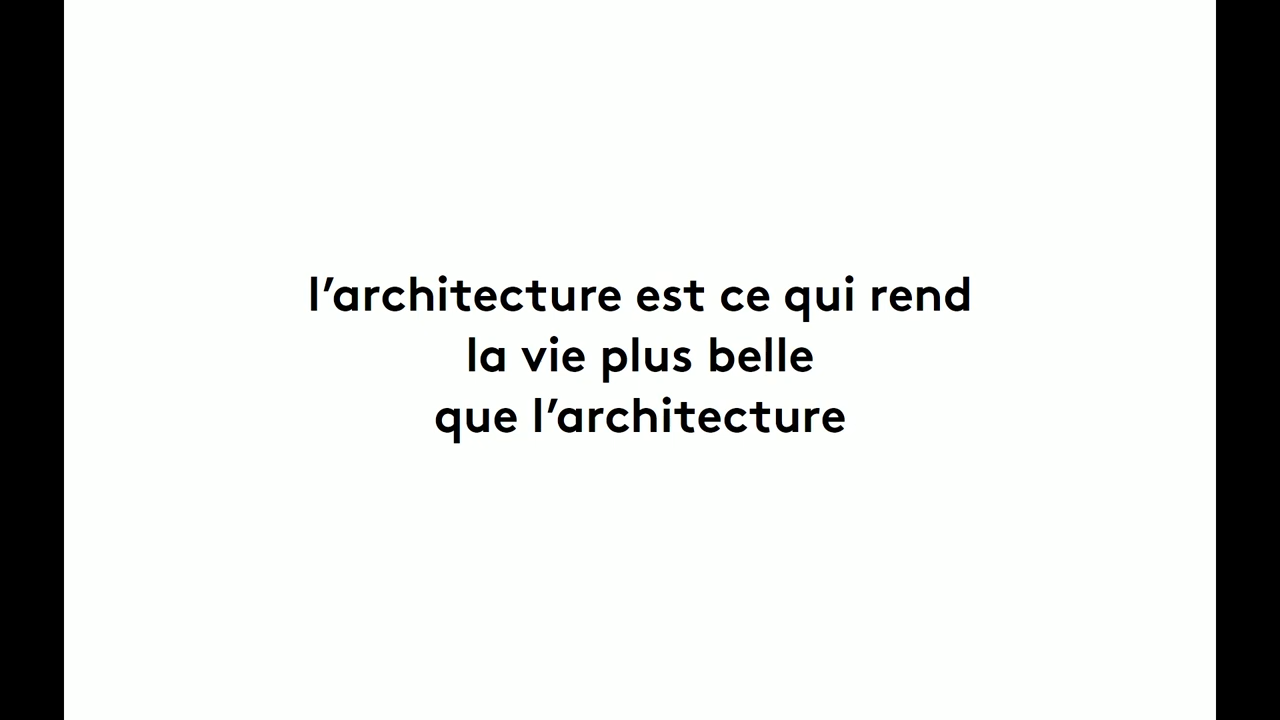 l’architecture est ce qui rend
la vie plus belle
que l’architecture